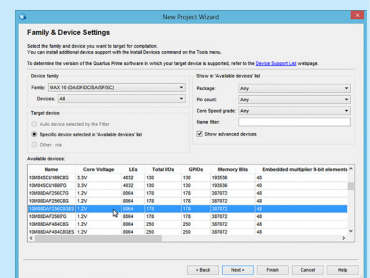 New Project Wizard
Family & Device Settings
Select the family and device you want to target for compilation.
You can install additional device support with the Install Devices command on the Tools menu.
To determine the version of the Quartus Prime software in which your target device is supported, refer to the Device Support List webpage.
Device family
Family: MAX 10 (DA/DF/DC/SA/SF/SC)
Devices: All
Target device
Auto device selected by the Fitter
Specific device selected in 'Available devices' list
Other: n/a
Show in 'Available devices' list
Package: Any
Pin count: Any
Core Speed grade: Any
Name filter:
Show advanced devices
Available devices:
Name Core Voltage LEs Total I/Os GPIOs Memory Bits Embedded multiplier 9-bit elements
10M04SCU169C8G 3.3V 4032 130 130 193536 40
10M04SCU169I7G 3.3V 4032 130 130 193536 40
10M08DAF256C7G 1.2V 8064 178 178 387072 48
10M08DAF256C8G 1.2V 8064 178 178 387072 48
10M08DAF256C8GES 1.2V 8064 178 178 387072 48
10M08DAF256I7G 1.2V 8064 178 178 387072 48
10M08DAF484C8G 1.2V 8064 250 250 387072 48
10M08DAF484C8GES 1.2V 8064 250 250 387072 48
< Back
Next >
Finish
Cancel
Help